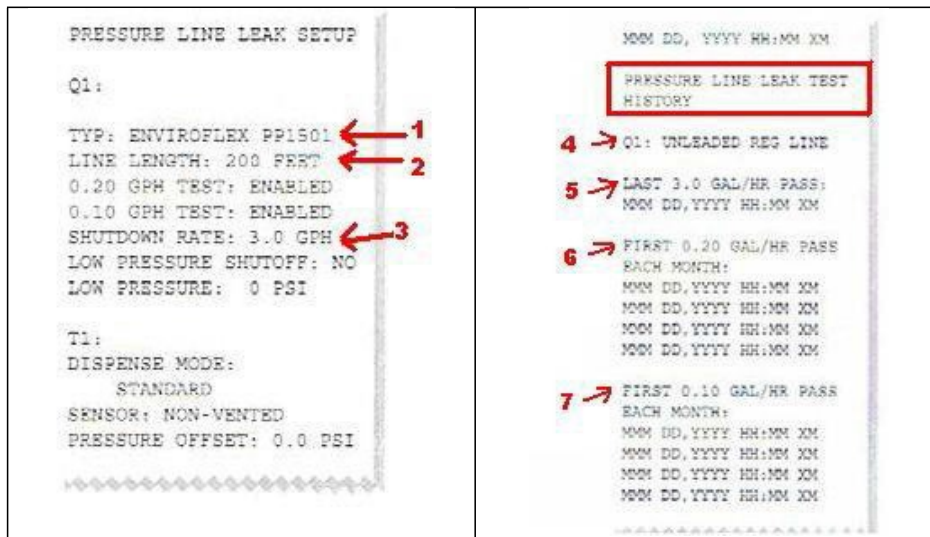 PRESSURE LINE LEAK SETUP
Q1:
TYP: ENVIROFLEX PP1501
1
LINE LENGTH: 200 FEET
2
0.20 GPH TEST: ENABLED
0.10 GPH TEST: ENABLED
SHUTDOWN RATE: 3.0 GPH
3
LOW PRESSURE SHUTOFF: NO
LOW PRESSURE: 0 PSI
T1:
DISPENSE MODE:
STANDARD
SENSOR: NON-VENTED
PRESSURE OFFSET: 0.0 PSI
MMM DD, YYYY HH:MM XM
PRESSURE LINE LEAK TEST
HISTORY
4
Q1: UNLEADED REG LINE
5
LAST 3.0 GAL/HR PASS:
MMM DD,YYYY HH:MM XM
6
FIRST 0.20 GAL/HR PASS
EACH MONTH:
MMM DD,YYYY HH:MM XM
MMM DD,YYYY HH:MM XM
MMM DD,YYYY HH:MM XM
MMM DD,YYYY HH:MM XM
7
FIRST 0.10 GAL/HR PASS
EACH MONTH:
MMM DD,YYYY HH:MM XM
MMM DD,YYYY HH:MM XM
MMM DD,YYYY HH:MM XM
MMM DD,YYYY HH:MM XM